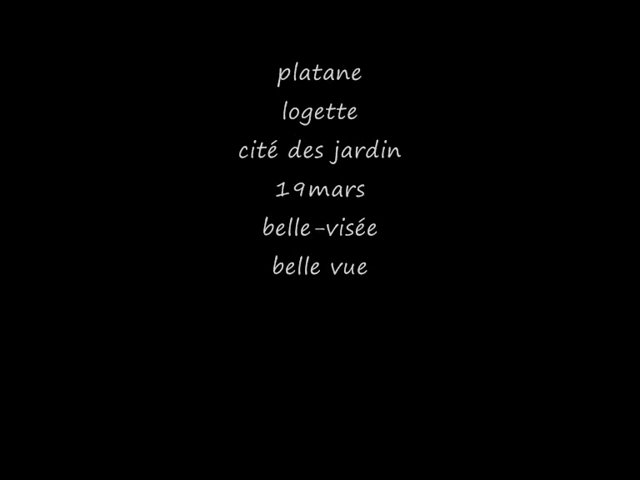 platane
logette
cité des jardin
19mars
belle-visée
belle vue